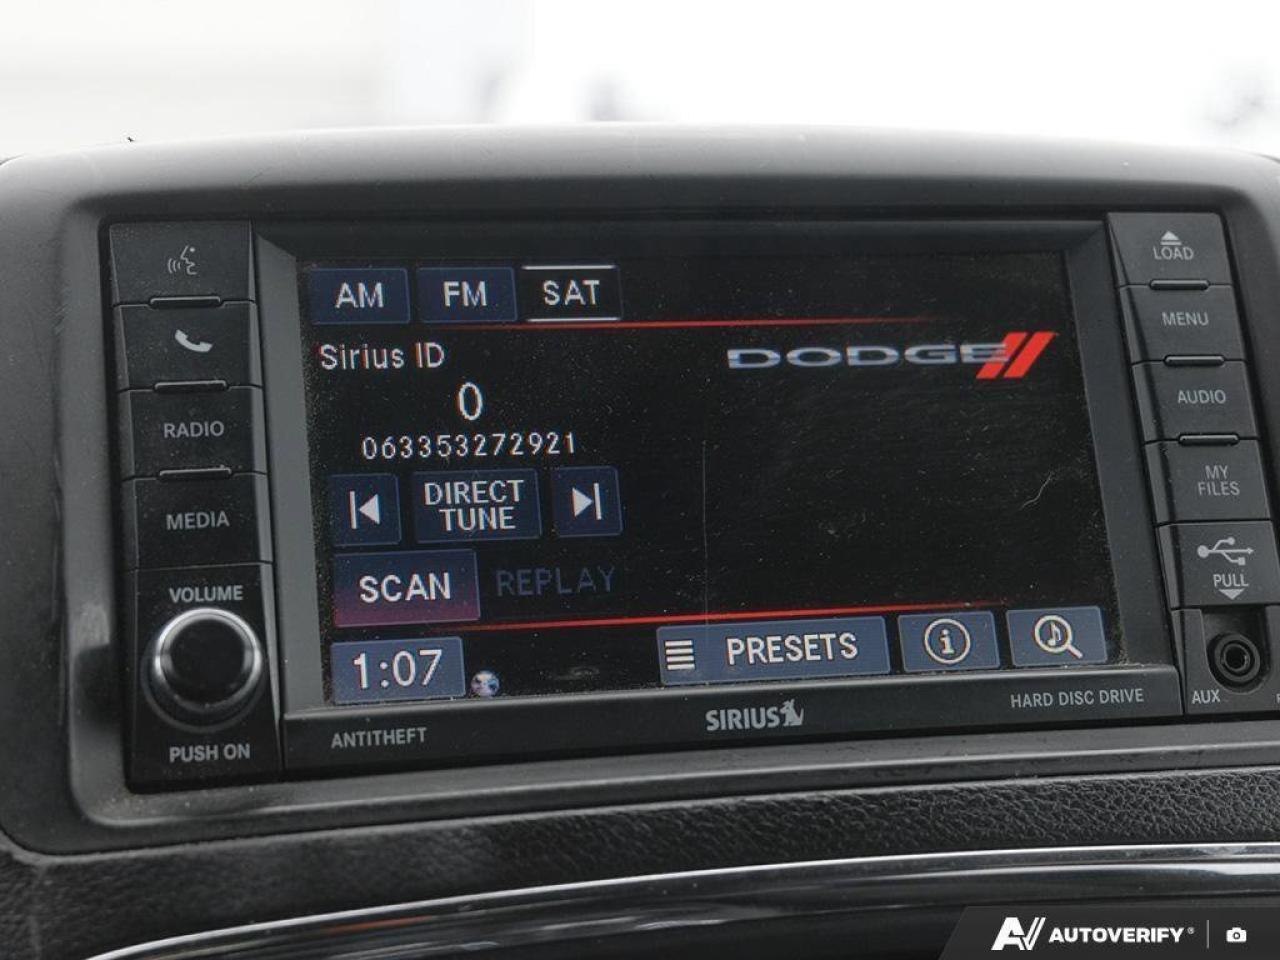 AM FM SAT
Sirius ID
DODGE
0
063353272921
DIRECT
TUNE
SCAN REPLAY
1:07 PRESETS i
RADIO
MEDIA
VOLUME
PUSH ON
ANTITHEFT
SIRIUS
HARD DISC DRIVE
LOAD
MENU
AUDIO
MY
FILES
PULL
AUX
AUTOVERIFY